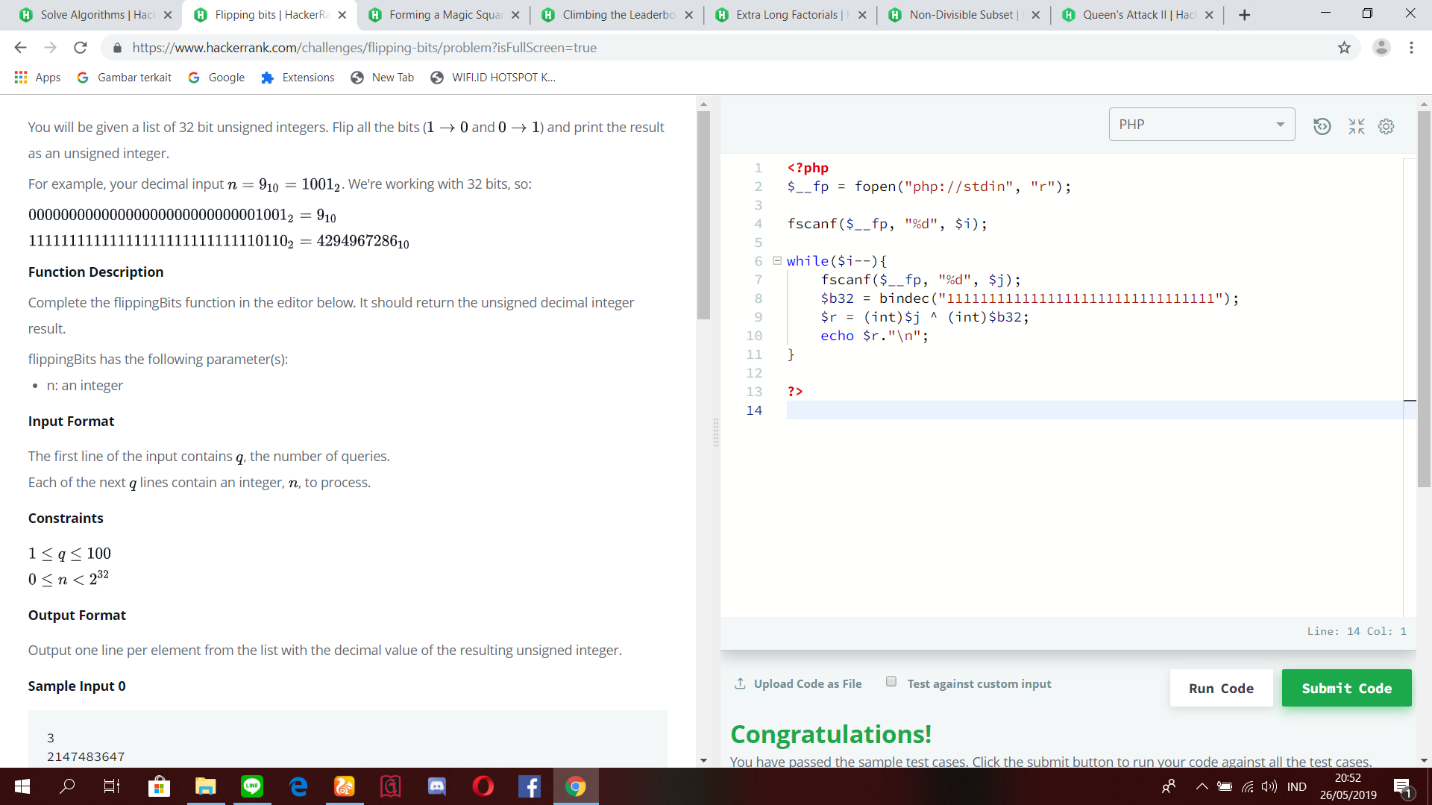 Solve Algorithms | Hac
Flipping bits | HackerRa
Forming a Magic Squar
Climbing the Leaderbo
Extra Long Factorials |
Non-Divisible Subset |
Queen's Attack II | Hac
https://www.hackerrank.com/challenges/flipping-bits/problem?isFullScreen=true
Apps Gambar terkait Google Extensions New Tab WIFI.ID HOTSPOT K...
You will be given a list of 32 bit unsigned integers. Flip all the bits (1 → 0 and 0 → 1) and print the result
as an unsigned integer.
For example, your decimal input n = 9₁₀ = 1001₂. We're working with 32 bits, so:
00000000000000000000000000001001₂ = 9₁₀
11111111111111111111111111110110₂ = 4294967286₁₀
Function Description
Complete the flippingBits function in the editor below. It should return the unsigned decimal integer
result.
flippingBits has the following parameter(s):
• n: an integer
Input Format
The first line of the input contains q, the number of queries.
Each of the next q lines contain an integer, n, to process.
Constraints
1 ≤ q ≤ 100
0 ≤ n < 2³²
Output Format
Output one line per element from the list with the decimal value of the resulting unsigned integer.
Sample Input 0
3
2147483647
PHP
1 <?php
2 $__fp = fopen("php://stdin", "r");
3
4 fscanf($__fp, "%d", $i);
5
6 while($i--){
7 fscanf($__fp, "%d", $j);
8 $b32 = bindec("11111111111111111111111111111111");
9 $r = (int)$j ^ (int)$b32;
10 echo $r."\n";
11 }
12
13 ?>
14
Line: 14 Col: 1
Upload Code as File Test against custom input Run Code Submit Code
Congratulations!
You have passed the sample test cases. Click the submit button to run your code against all the test cases.
LINE
IND
20:52
26/05/2019
1